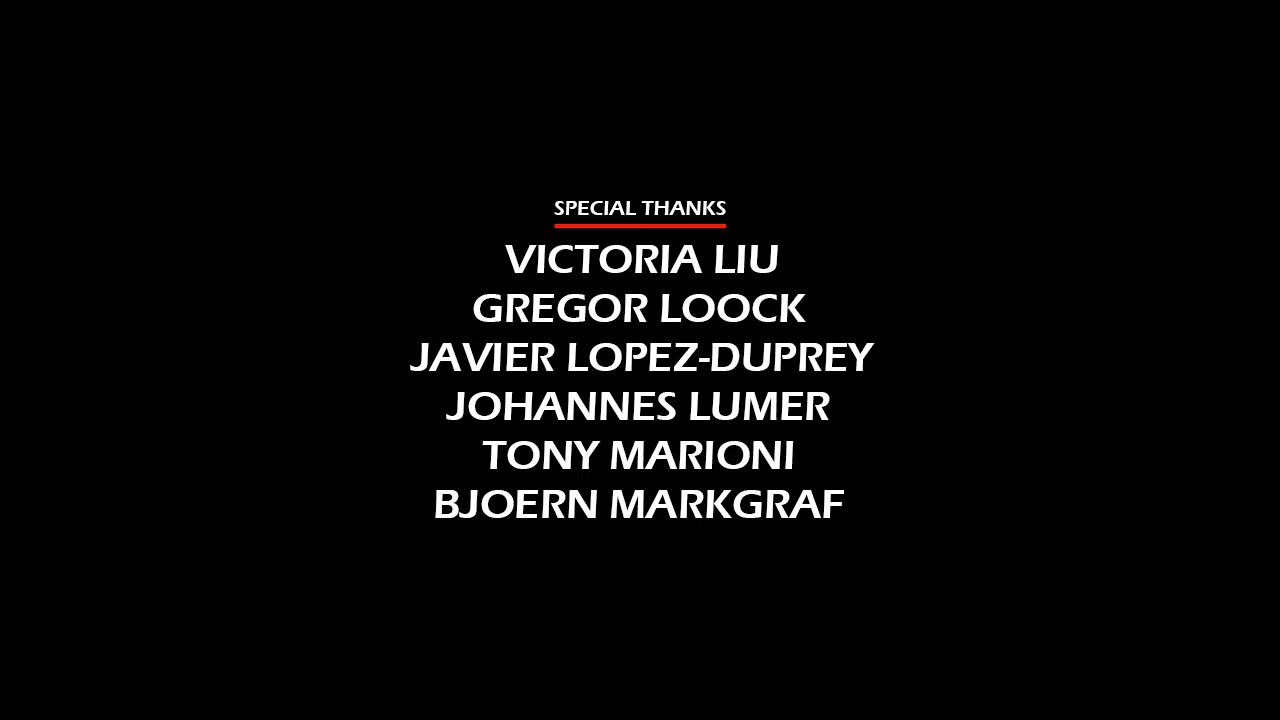 SPECIAL THANKS
VICTORIA LIU
GREGOR LOOCK
JAVIER LOPEZ-DUPREY
JOHANNES LUMER
TONY MARIONI
BJOERN MARKGRAF